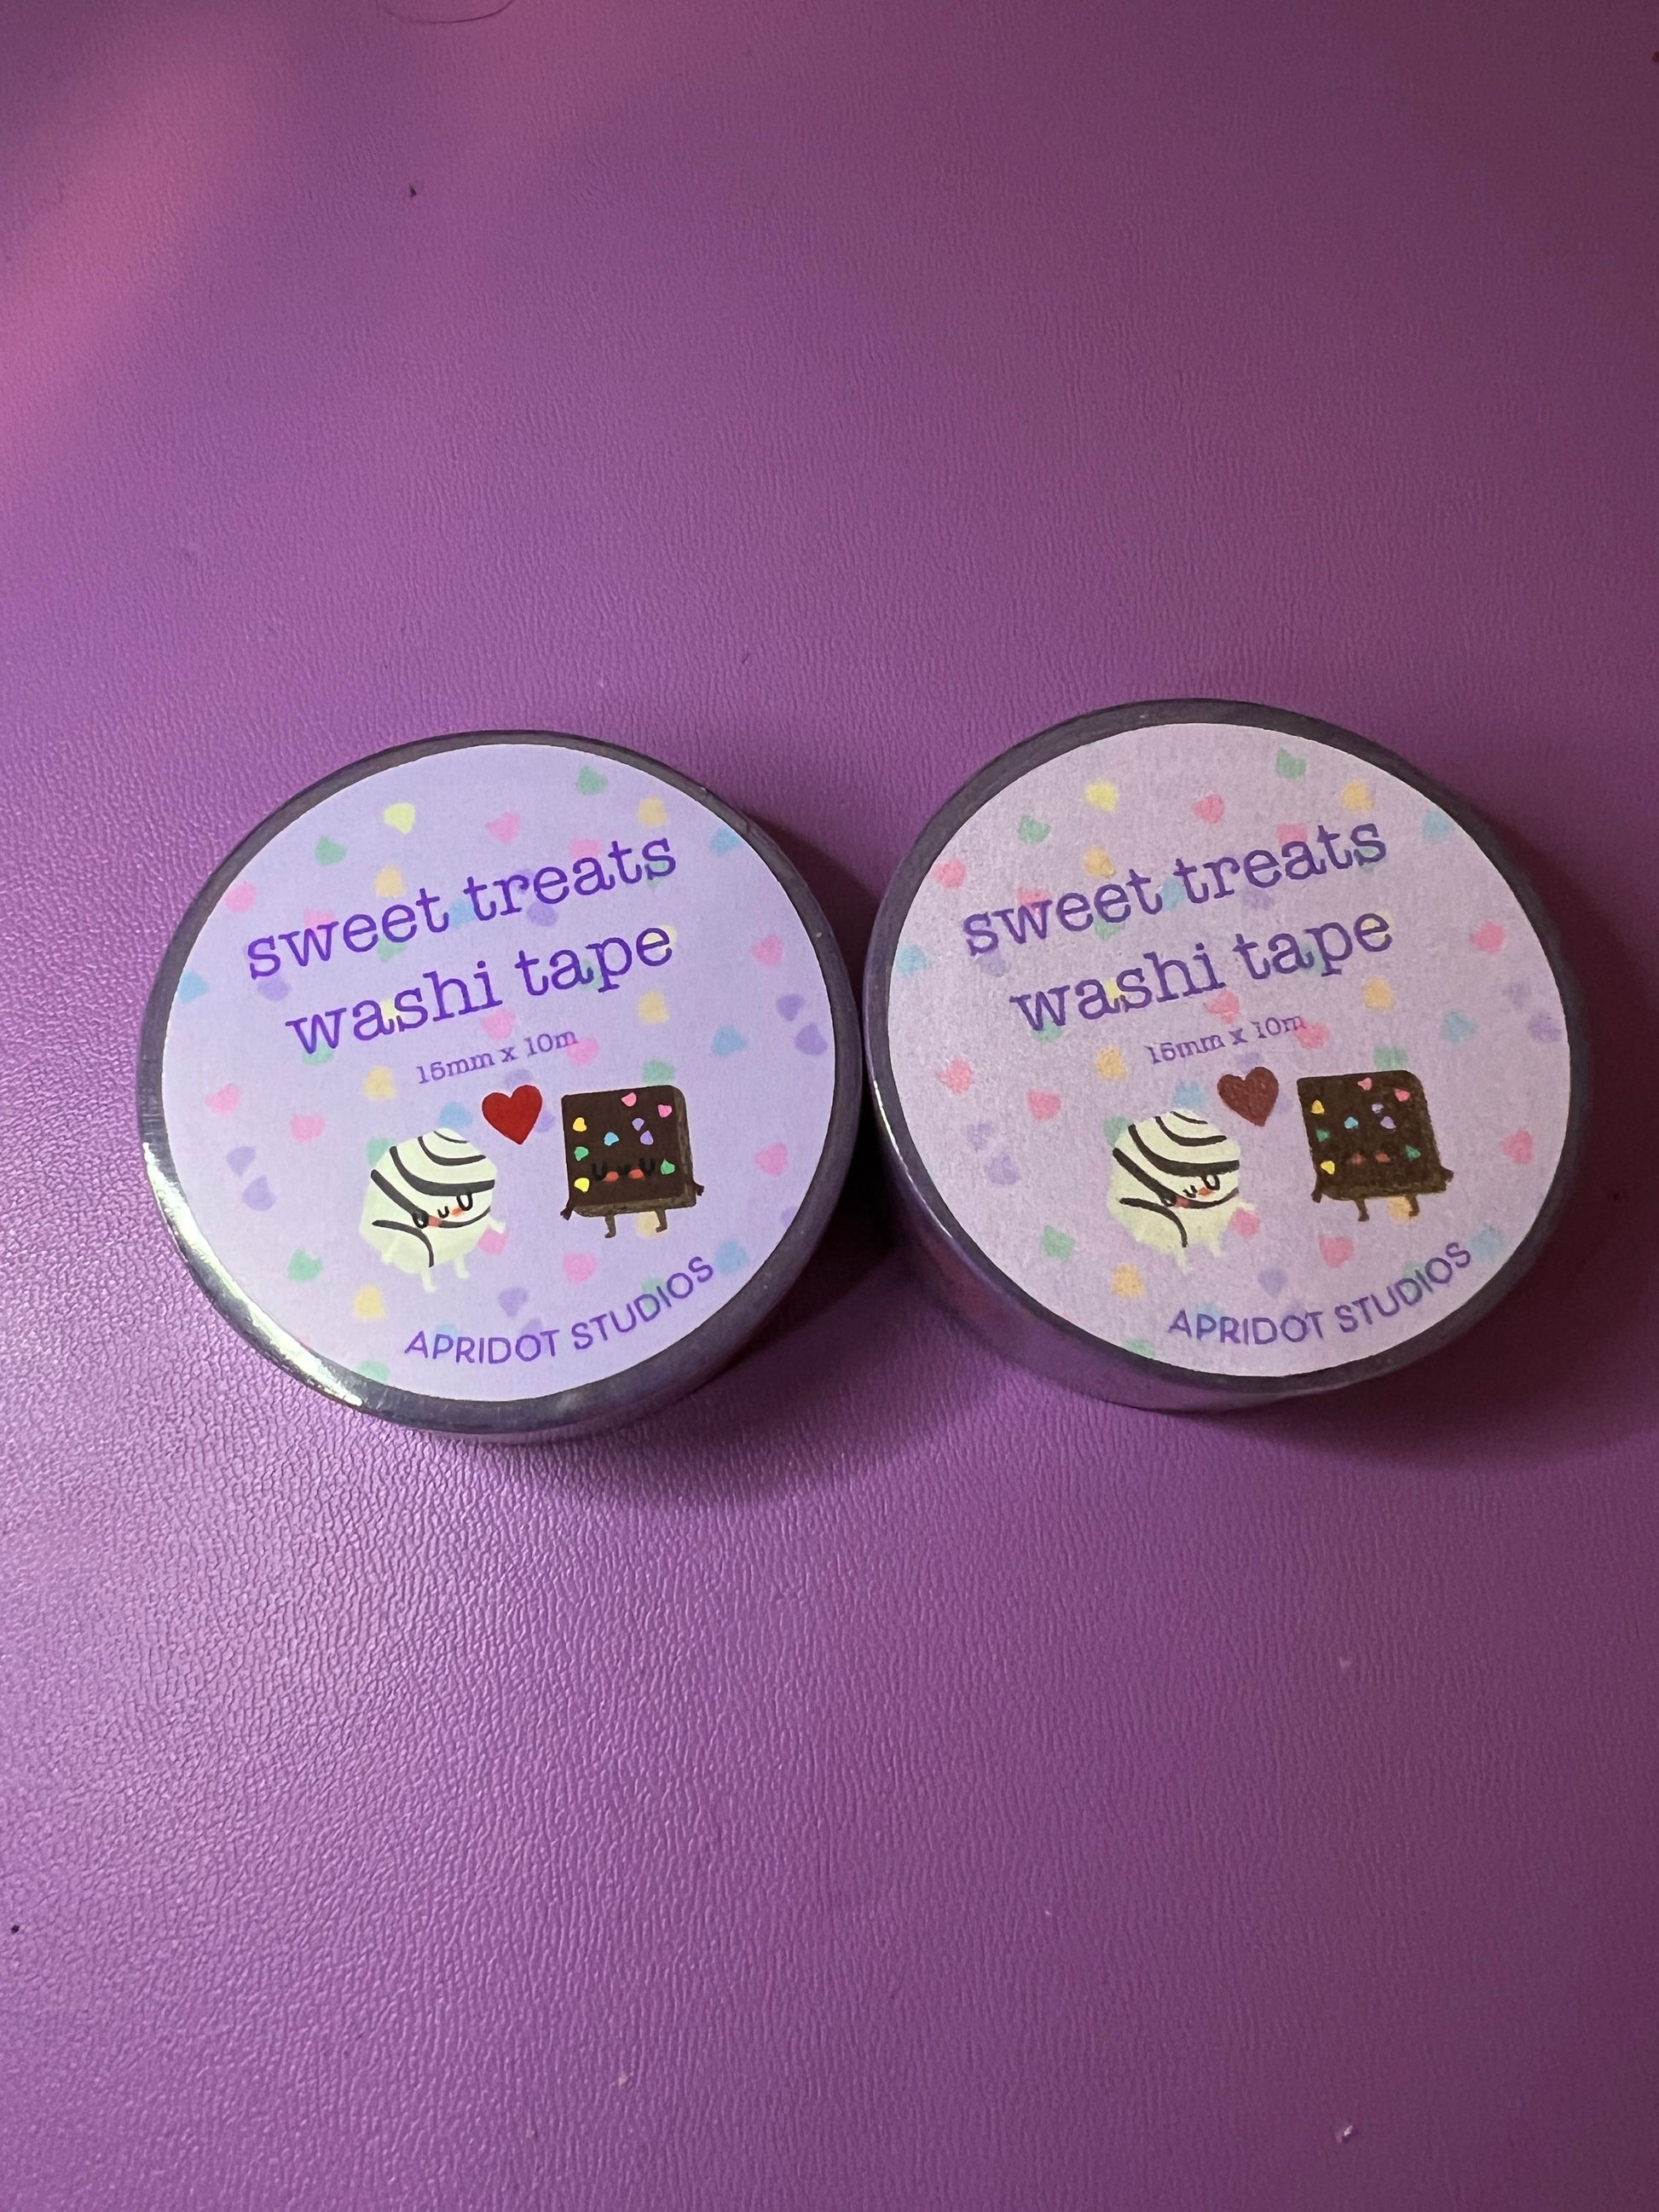 sweet treats
washi tape
15mm x 10m
APRIDOT STUDIOS
sweet treats
washi tape
15mm x 10m
APRIDOT STUDIOS